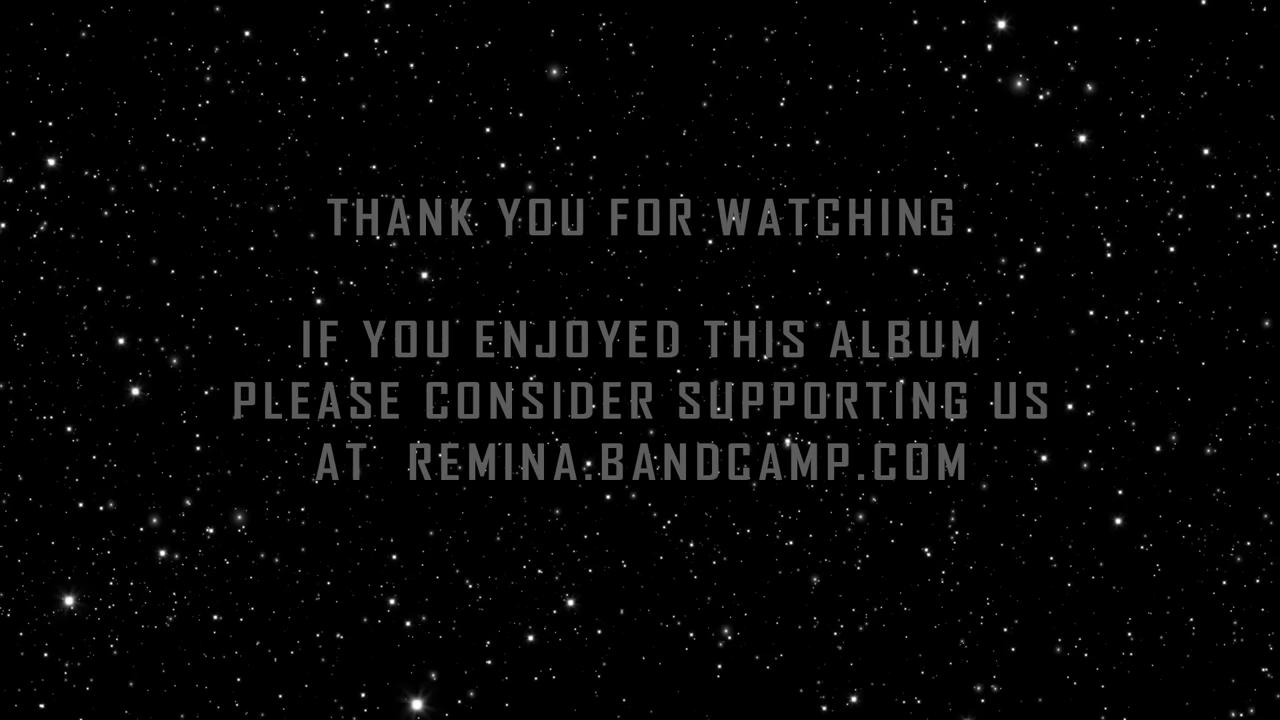 THANK YOU FOR WATCHING
IF YOU ENJOYED THIS ALBUM
PLEASE CONSIDER SUPPORTING US
AT REMINA.BANDCAMP.COM